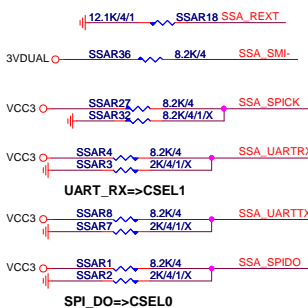 12.1K/4/1 SSAR18 SSA_REXT
3VDUAL SSAR36 8.2K/4 SSA_SMI-
VCC3 SSAR27 8.2K/4 SSA_SPICK
SSAR32 8.2K/4/1/X
VCC3 SSAR4 8.2K/4 SSA_UARTRX
SSAR3 2K/4/1/X
UART_RX=>CSEL1
VCC3 SSAR8 8.2K/4 SSA_UARTTX
SSAR7 2K/4/1/X
VCC3 SSAR1 8.2K/4 SSA_SPIDO
SSAR2 2K/4/1/X
SPI_DO=>CSEL0